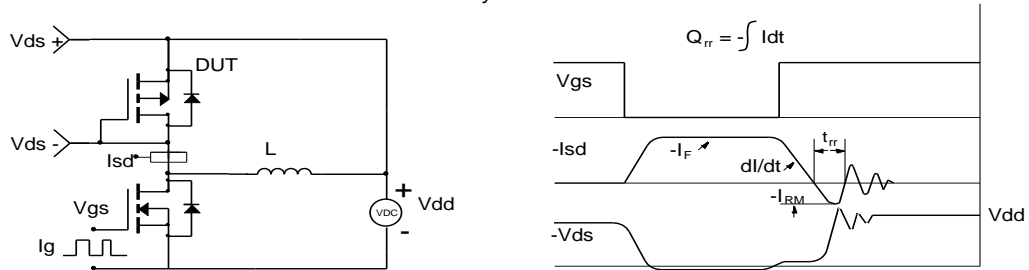 Vds +
DUT
Vds -
Isd
L
Vgs
Ig
+
VDC
-
Vdd
Qrr = -∫ Idt
Vgs
trr
-Isd
-IF
dI/dt
-IRM
Vdd
-Vds